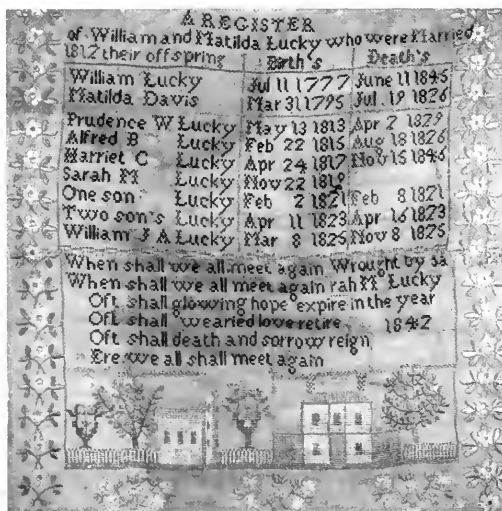 A REGISTER
of William and Matilda Lucky who were Married
1812 their offspring Birth's Death's
William Lucky Jul 11 1777 June 11 1845
Matilda Davis Mar 31 1795 Jul 19 1826
Prudence W Lucky May 13 1813 Apr 2 1829
Alfred B Feb 22 1815 Aug 18 1826
Harriet C Lucky Apr 24 1817 Nov 15 1846
Sarah M Lucky Nov 22 1819
One son Lucky Feb 2 1821 Feb 8 1821
Two son's Lucky Apr 11 1823 Apr 16 1823
William J A Lucky Mar 8 1825 Nov 8 1825
When shall we all meet again Wrought by sa
When shall we all meet again rah M Lucky
Oft shall glowing hope expire in the year
Oft shall wearied love retire 1842
Oft shall death and sorrow reign
Ere we all shall meet again